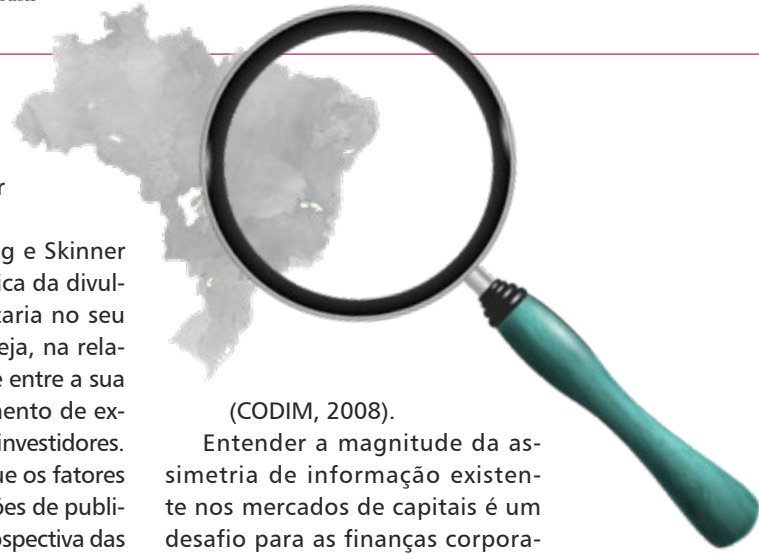 r
g e Skinner
ica da divul-
taria no seu
eja, na rela-
e entre a sua
ento de ex-
investidores.
ue os fatores
ões de publi-
ospectiva das
(CODIM, 2008).
Entender a magnitude da as-
simetria de informação existen-
te nos mercados de capitais é um
desafio para as finanças corpora-